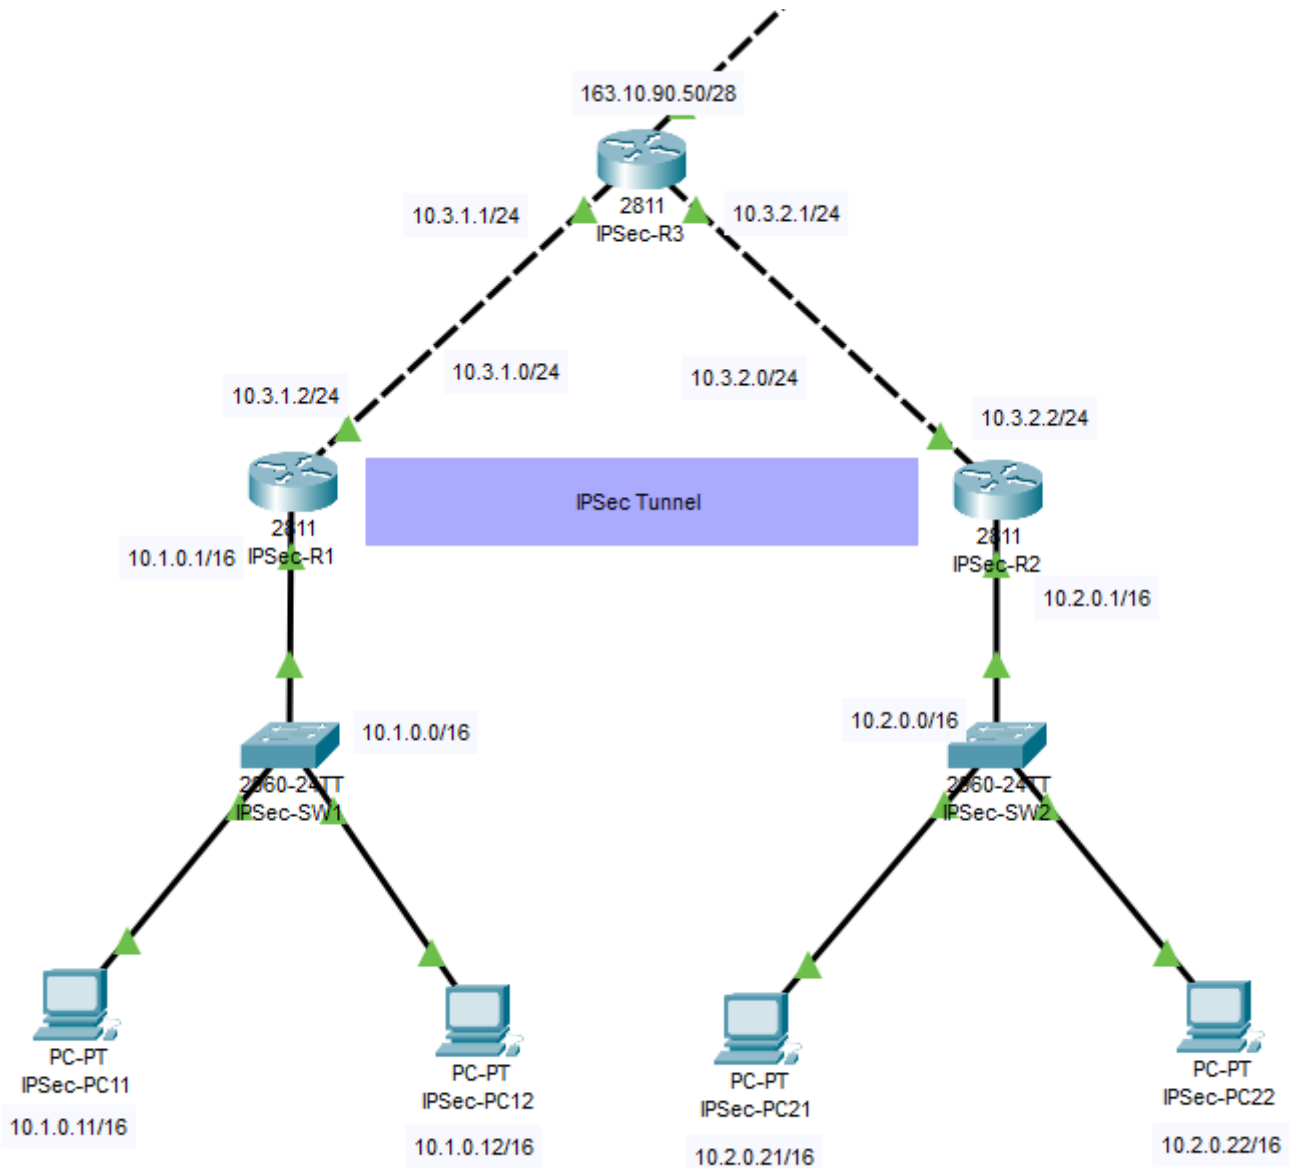 163.10.90.50/28
2811
IPSec-R3
10.3.1.1/24
10.3.2.1/24
10.3.1.0/24
10.3.2.0/24
10.3.1.2/24
10.3.2.2/24
IPSec Tunnel
2811
IPSec-R1
10.1.0.1/16
2811
IPSec-R2
10.2.0.1/16
10.1.0.0/16
10.2.0.0/16
2960-24TT
IPSec-SW1
2960-24TT
IPSec-SW2
PC-PT
IPSec-PC11
10.1.0.11/16
PC-PT
IPSec-PC12
10.1.0.12/16
PC-PT
IPSec-PC21
10.2.0.21/16
PC-PT
IPSec-PC22
10.2.0.22/16